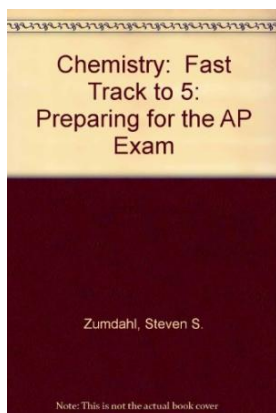 Chemistry: Fast
Track to 5:
Preparing for the AP
Exam
Zumdahl, Steven S.
Note: This is not the actual book cover